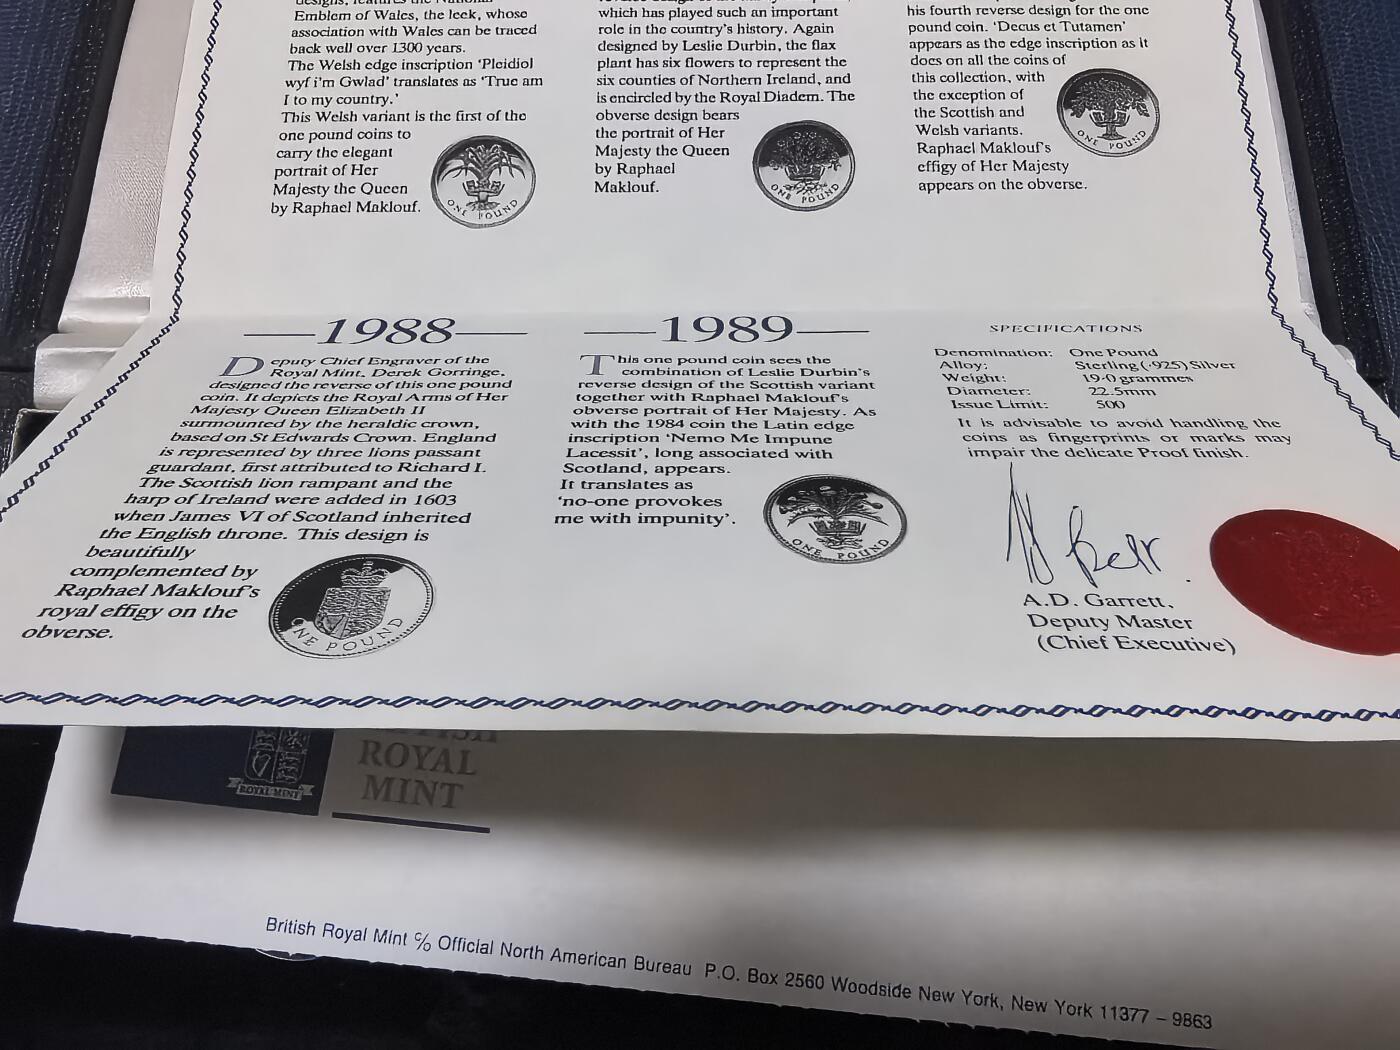 designs, features the National
Emblem of Wales, the leek, whose
association with Wales can be traced
back well over 1300 years.
The Welsh edge inscription 'Pleidiol
wyf i'm Gwlad' translates as 'True am
I to my country.'
This Welsh variant is the first of the
one pound coins to
carry the elegant
portrait of Her
Majesty the Queen
by Raphael Maklouf.
ONE POUND
which has played such an important
role in the country's history. Again
designed by Leslie Durbin, the flax
plant has six flowers to represent the
six counties of Northern Ireland, and
is encircled by the Royal Diadem. The
obverse design bears
the portrait of Her
Majesty the Queen
by Raphael
Maklouf.
ONE POUND
his fourth reverse design for the one
pound coin. 'Decus et Tutamen'
appears as the edge inscription as it
does on all the coins of
this collection, with
the exception of
the Scottish and
Welsh variants.
Raphael Maklouf's
effigy of Her Majesty
appears on the obverse.
ONE POUND
1988
Deputy Chief Engraver of the
Royal Mint, Derek Gorringe,
designed the reverse of this one pound
coin. It depicts the Royal Arms of Her
Majesty Queen Elizabeth II
surmounted by the heraldic crown,
based on St Edwards Crown. England
is represented by three lions passant
guardant, first attributed to Richard I.
The Scottish lion rampant and the
harp of Ireland were added in 1603
when James VI of Scotland inherited
the English throne. This design is
beautifully
complemented by
Raphael Maklouf's
royal effigy on the
obverse.
ONE POUND
1989
This one pound coin sees the
combination of Leslie Durbin's
reverse design of the Scottish variant
together with Raphael Maklouf's
obverse portrait of Her Majesty. As
with the 1984 coin the Latin edge
inscription 'Nemo Me Impune
Lacessit', long associated with
Scotland, appears.
It translates as
'no-one provokes
me with impunity'.
ONE POUND
SPECIFICATIONS
Denomination: One Pound
Alloy: Sterling (·925) Silver
Weight: 19·0 grammes
Diameter: 22.5mm
Issue Limit: 500
It is advisable to avoid handling the
coins as fingerprints or marks may
impair the delicate Proof finish.
A.D. Garrett,
Deputy Master
(Chief Executive)
ROYAL MINT
ROYAL
MINT
British Royal Mint ℅ Official North American Bureau P.O. Box 2560 Woodside New York, New York 11377 – 9863